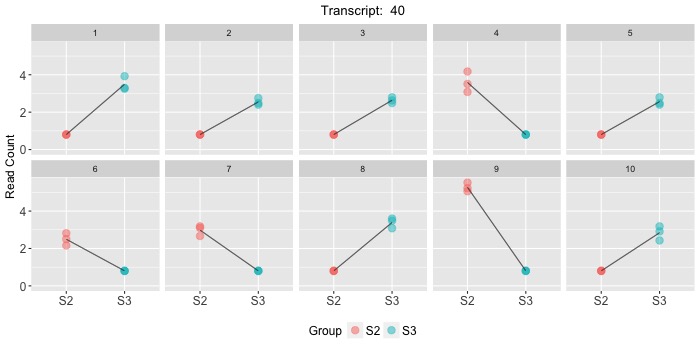 Transcript: 40
1 2 3 4 5
4
2
0
Read Count
6 7 8 9 10
4
2
0
S2 S3 S2 S3 S2 S3 S2 S3 S2 S3
Group S2 S3